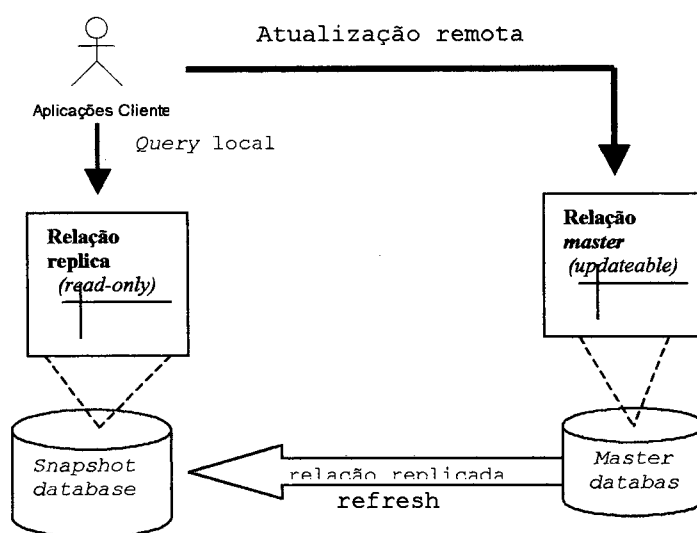 Atualização remota
Aplicações Cliente
Query local
Relação
replica
(read-only)
Relação
master
(updateable)
Snapshot
database
relação replicada
refresh
Master
databas